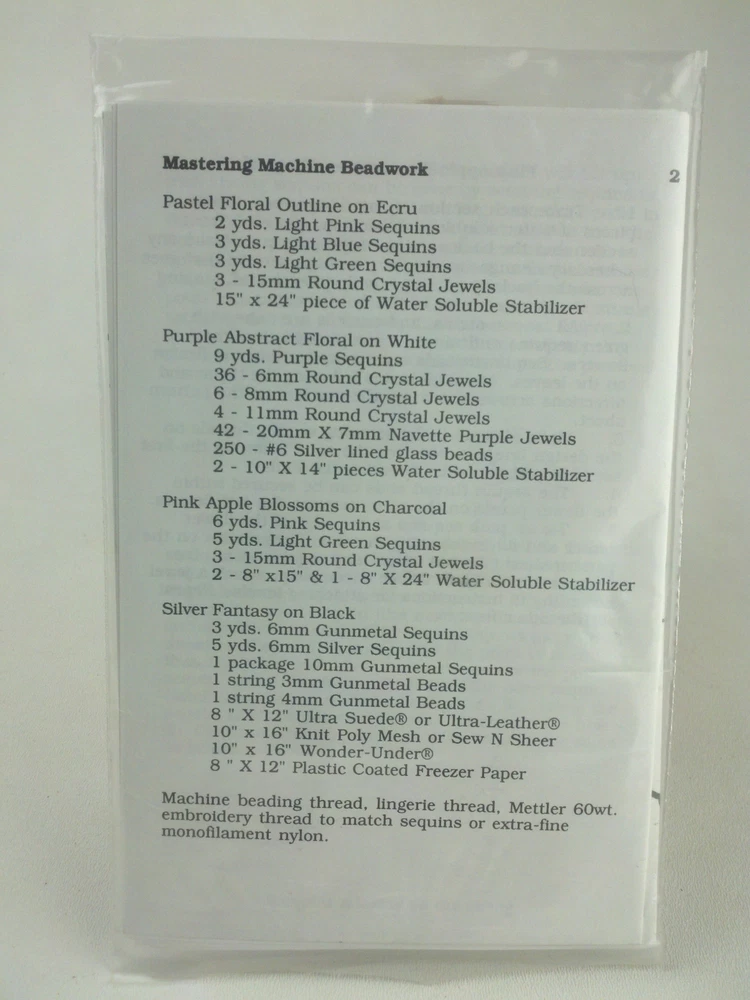 Mastering Machine Beadwork
2
Pastel Floral Outline on Ecru
2 yds. Light Pink Sequins
3 yds. Light Blue Sequins
3 yds. Light Green Sequins
3 - 15mm Round Crystal Jewels
15" x 24" piece of Water Soluble Stabilizer
Purple Abstract Floral on White
9 yds. Purple Sequins
36 - 6mm Round Crystal Jewels
6 - 8mm Round Crystal Jewels
4 - 11mm Round Crystal Jewels
42 - 20mm X 7mm Navette Purple Jewels
250 - #6 Silver lined glass beads
2 - 10" X 14" pieces Water Soluble Stabilizer
Pink Apple Blossoms on Charcoal
6 yds. Pink Sequins
5 yds. Light Green Sequins
3 - 15mm Round Crystal Jewels
2 - 8" x15" & 1 - 8" X 24" Water Soluble Stabilizer
Silver Fantasy on Black
3 yds. 6mm Gunmetal Sequins
5 yds. 6mm Silver Sequins
1 package 10mm Gunmetal Sequins
1 string 3mm Gunmetal Beads
1 string 4mm Gunmetal Beads
8 " X 12" Ultra Suede® or Ultra-Leather®
10" x 16" Knit Poly Mesh or Sew N Sheer
10" x 16" Wonder-Under®
8 " X 12" Plastic Coated Freezer Paper
Machine beading thread, lingerie thread, Mettler 60wt.
embroidery thread to match sequins or extra-fine
monofilament nylon.